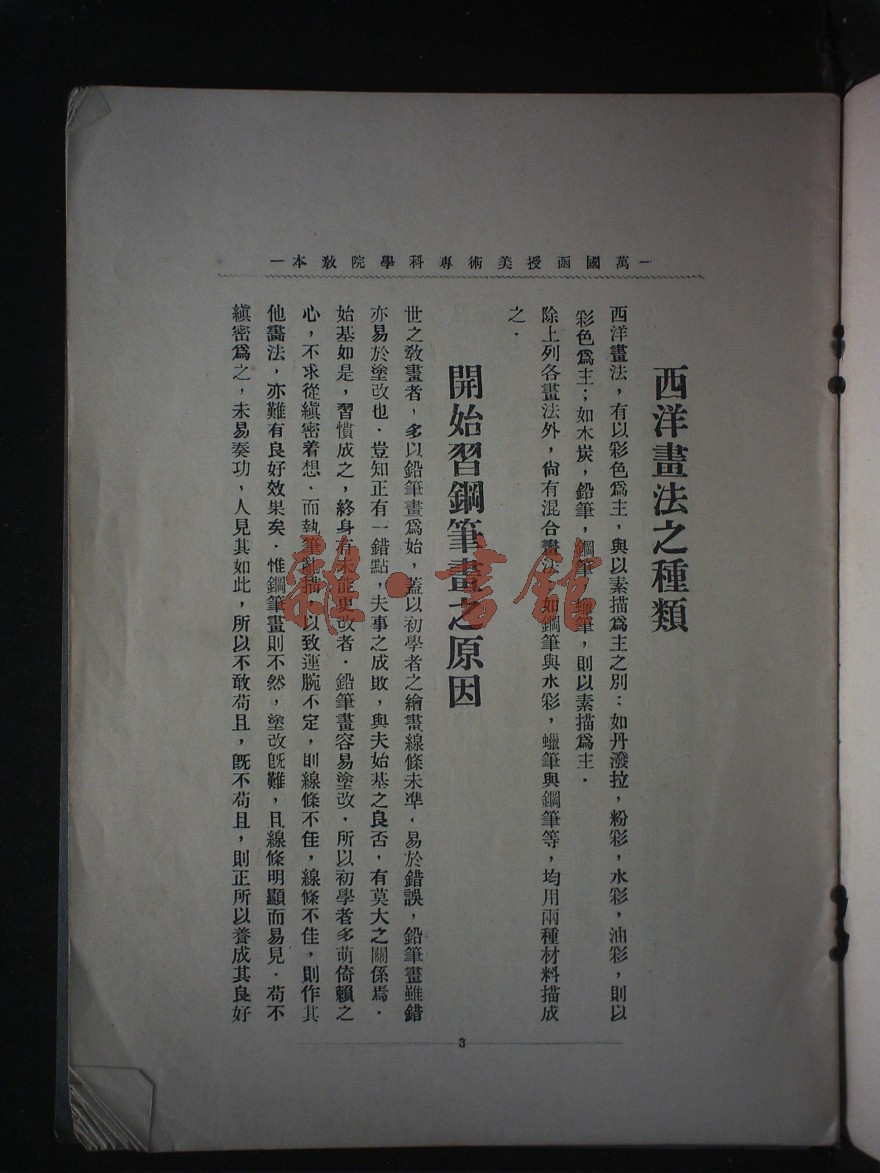 一萬國函授美術專科學院敎本一
西洋畫法之種類
西洋畫法，有以彩色爲主，與以素描爲主之別：如丹潑拉，粉彩，水彩，油彩，則以
彩色爲主；如木炭，鉛筆，鋼筆，蠟筆，則以素描爲主．
除上列各畫法外，尙有混合畫法，如鋼筆與水彩，蠟筆與鋼筆等，均用兩種材料描成
之．
開始習鋼筆畫之原因
世之敎畫者，多以鉛筆畫爲始，蓋以初學者之繪畫線條未準，易於錯誤，鉛筆畫雖錯
亦易於塗改也．豈知正有一錯點，夫事之成敗，與夫始基之良否，有莫大之關係焉．
始基如是，習慣成之，終身有未能更改者．鉛筆畫容易塗改，所以初學者多萌倚賴之
心，不求從縝密着想．而執筆亂描，以致運腕不定，則線條不佳，線條不佳，則作其
他畫法，亦難有良好效果矣．惟鋼筆畫則不然，塗改旣難，且線條明顯而易見．苟不
縝密爲之，未易奏功，人見其如此，所以不敢苟且，旣不苟且，則正所以養成其良好
3
雜·書館